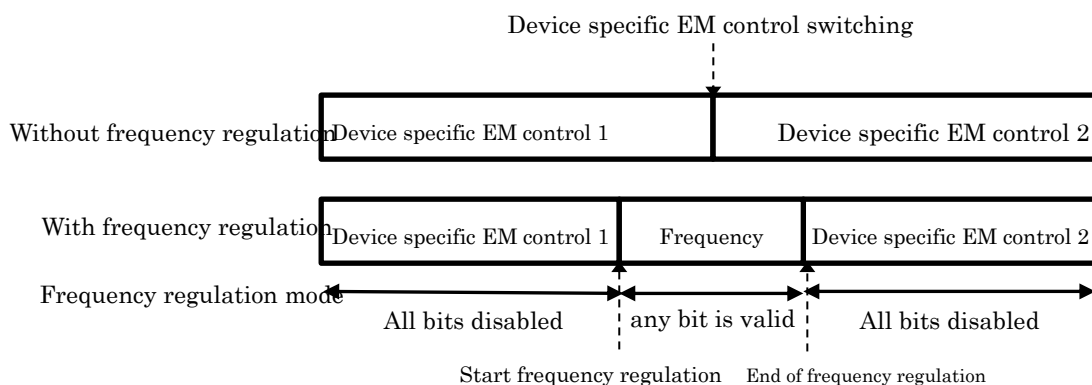 Device specific EM control switching
Without frequency regulation
Device specific EM control 1
Device specific EM control 2
With frequency regulation
Device specific EM control 1
Frequency
Device specific EM control 2
Frequency regulation mode
All bits disabled
any bit is valid
All bits disabled
Start frequency regulation
End of frequency regulation